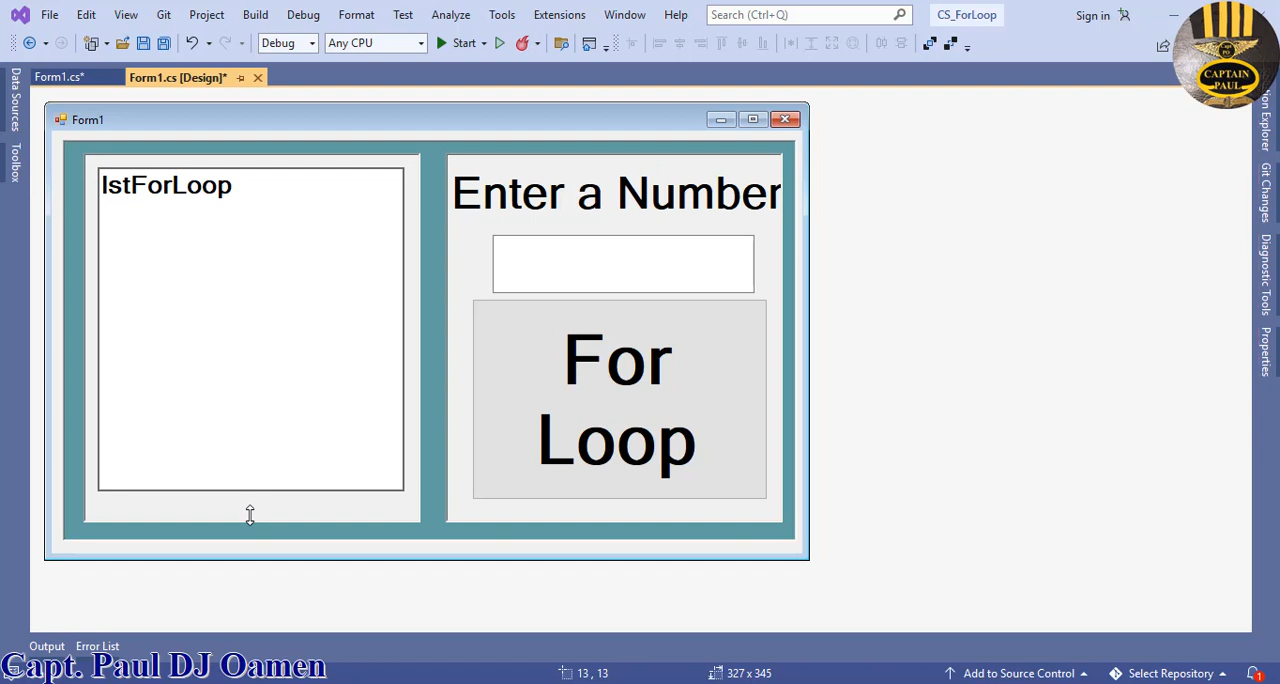 File Edit View Git Project Build Debug Format Test Analyze Tools Extensions Window Help Search (Ctrl+Q) CS_ForLoop Sign in
Debug Any CPU Start
Form1.cs* Form1.cs [Design]*
Data Sources
Toolbox
Form1
lstForLoop
Enter a Number
For
Loop
CAPTAIN
PAUL
Git Changes
Diagnostic Tools
Properties
Output Error List
Capt. Paul DJ Oamen
13 , 13 327 x 345 Add to Source Control Select Repository 1